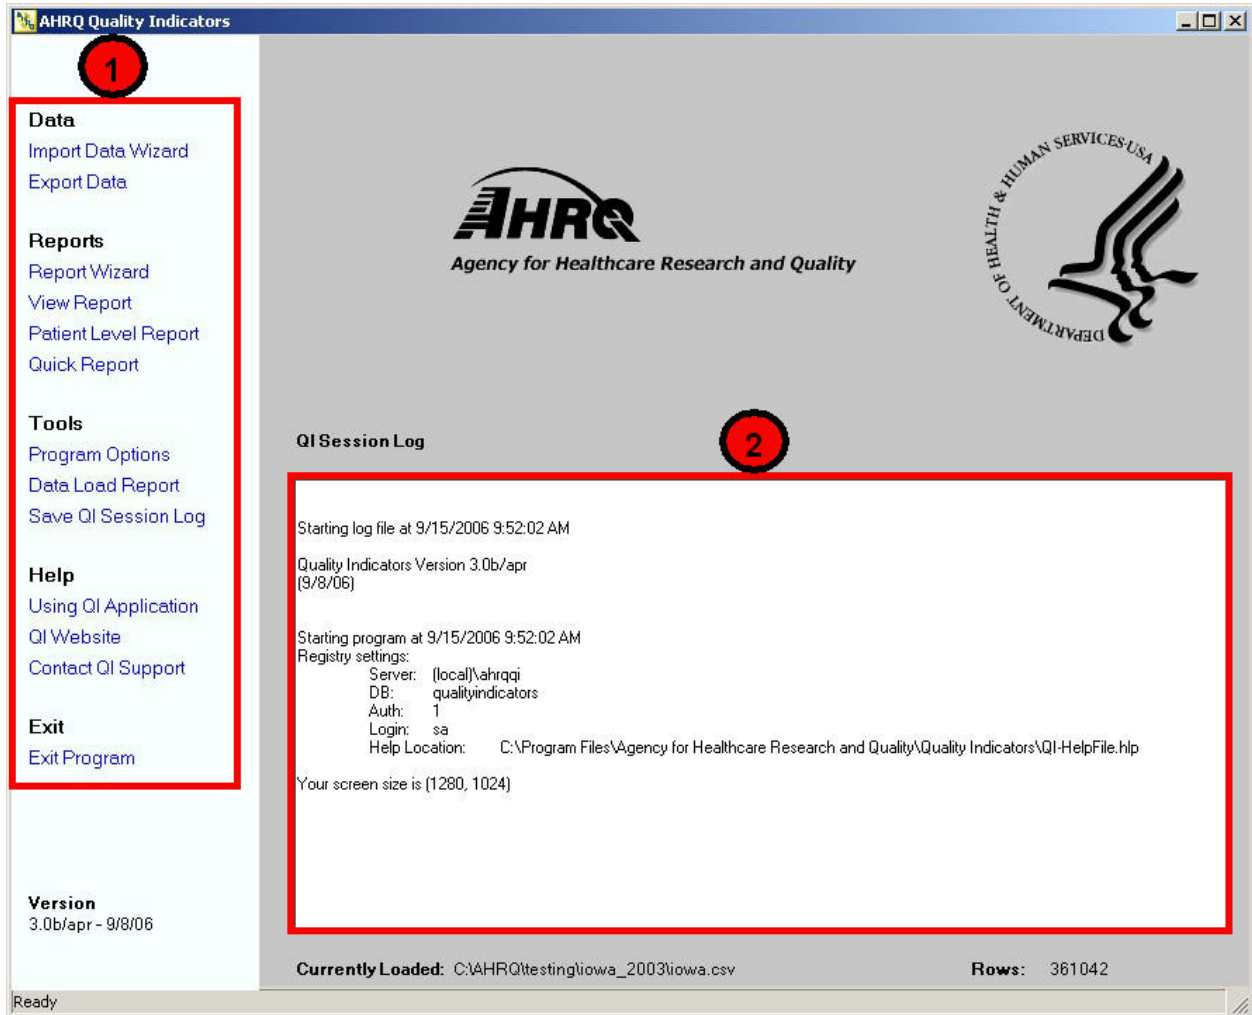 AHRQ Quality Indicators
1
Data
Import Data Wizard
Export Data
Reports
Report Wizard
View Report
Patient Level Report
Quick Report
Tools
Program Options
Data Load Report
Save QI Session Log
Help
Using QI Application
QI Website
Contact QI Support
Exit
Exit Program
Version
3.0b/apr - 9/8/06
AHRQ
Agency for Healthcare Research and Quality
DEPARTMENT OF HEALTH & HUMAN SERVICES·USA
QI Session Log
2
Starting log file at 9/15/2006 9:52:02 AM
Quality Indicators Version 3.0b/apr
(9/8/06)
Starting program at 9/15/2006 9:52:02 AM
Registry settings:
Server: (local)\ahrqqi
DB: qualityindicators
Auth: 1
Login: sa
Help Location: C:\Program Files\Agency for Healthcare Research and Quality\Quality Indicators\QI-HelpFile.hlp
Your screen size is (1280, 1024)
Currently Loaded: C:\AHRQ\testing\iowa_2003\iowa.csv Rows: 361042
Ready